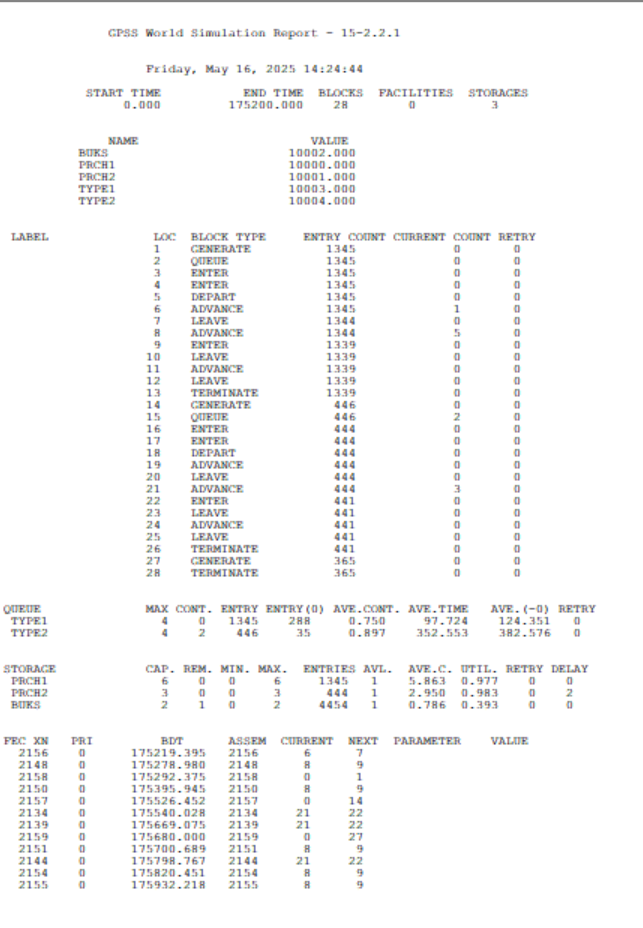 GPSS World Simulation Report - 15-2.2.1
Friday, May 16, 2025 14:24:44
START TIME END TIME BLOCKS FACILITIES STORAGES
0.000 175200.000 28 0 3
NAME VALUE
BUKS 10002.000
PRCH1 10000.000
PRCH2 10001.000
TYPE1 10003.000
TYPE2 10004.000
LABEL LOC BLOCK TYPE ENTRY COUNT CURRENT COUNT RETRY
1 GENERATE 1345 0 0
2 QUEUE 1345 0 0
3 ENTER 1345 0 0
4 ENTER 1345 0 0
5 DEPART 1345 0 0
6 ADVANCE 1345 1 0
7 LEAVE 1344 0 0
8 ADVANCE 1344 5 0
9 ENTER 1339 0 0
10 LEAVE 1339 0 0
11 ADVANCE 1339 0 0
12 LEAVE 1339 0 0
13 TERMINATE 1339 0 0
14 GENERATE 446 0 0
15 QUEUE 446 2 0
16 ENTER 444 0 0
17 ENTER 444 0 0
18 DEPART 444 0 0
19 ADVANCE 444 0 0
20 LEAVE 444 0 0
21 ADVANCE 444 3 0
22 ENTER 441 0 0
23 LEAVE 441 0 0
24 ADVANCE 441 0 0
25 LEAVE 441 0 0
26 TERMINATE 441 0 0
27 GENERATE 365 0 0
28 TERMINATE 365 0 0
QUEUE MAX CONT. ENTRY ENTRY(0) AVE.CONT. AVE.TIME AVE.(-0) RETRY
TYPE1 4 0 1345 288 0.750 97.724 124.351 0
TYPE2 4 2 446 35 0.897 352.553 382.576 0
STORAGE CAP. REM. MIN. MAX. ENTRIES AVL. AVE.C. UTIL. RETRY DELAY
PRCH1 6 0 0 6 1345 1 5.863 0.977 0 0
PRCH2 3 0 0 3 444 1 2.950 0.983 0 2
BUKS 2 1 0 2 4454 1 0.786 0.393 0 0
FEC XN PRI BDT ASSEM CURRENT NEXT PARAMETER VALUE
2156 0 175219.395 2156 6 7
2148 0 175278.980 2148 8 9
2158 0 175292.375 2158 0 1
2150 0 175395.945 2150 8 9
2157 0 175526.452 2157 0 14
2134 0 175540.028 2134 21 22
2139 0 175669.075 2139 21 22
2159 0 175680.000 2159 0 27
2151 0 175700.689 2151 8 9
2144 0 175798.767 2144 21 22
2154 0 175820.451 2154 8 9
2155 0 175932.218 2155 8 9